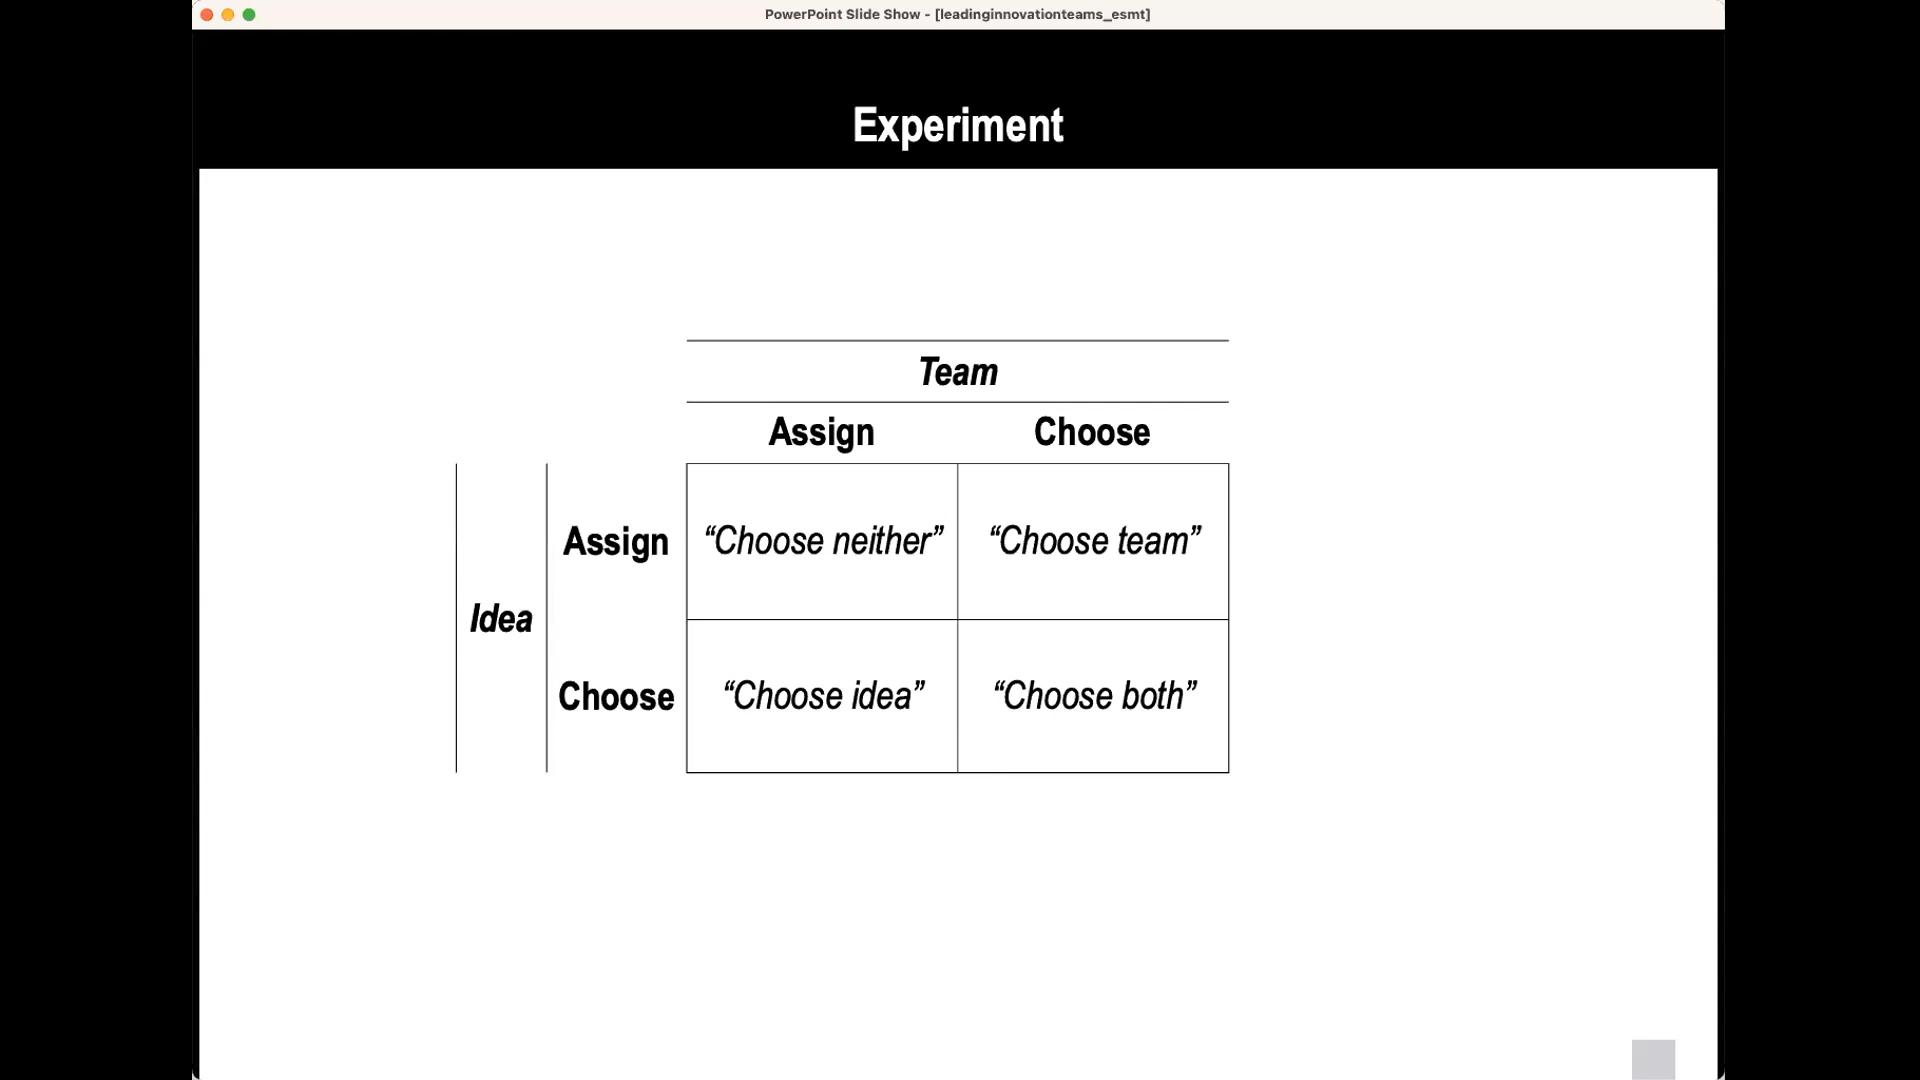 PowerPoint Slide Show - [leadinginnovationteams_esmt]
Experiment
Team
Assign Choose
Assign “Choose neither” “Choose team”
Idea
Choose “Choose idea” “Choose both”